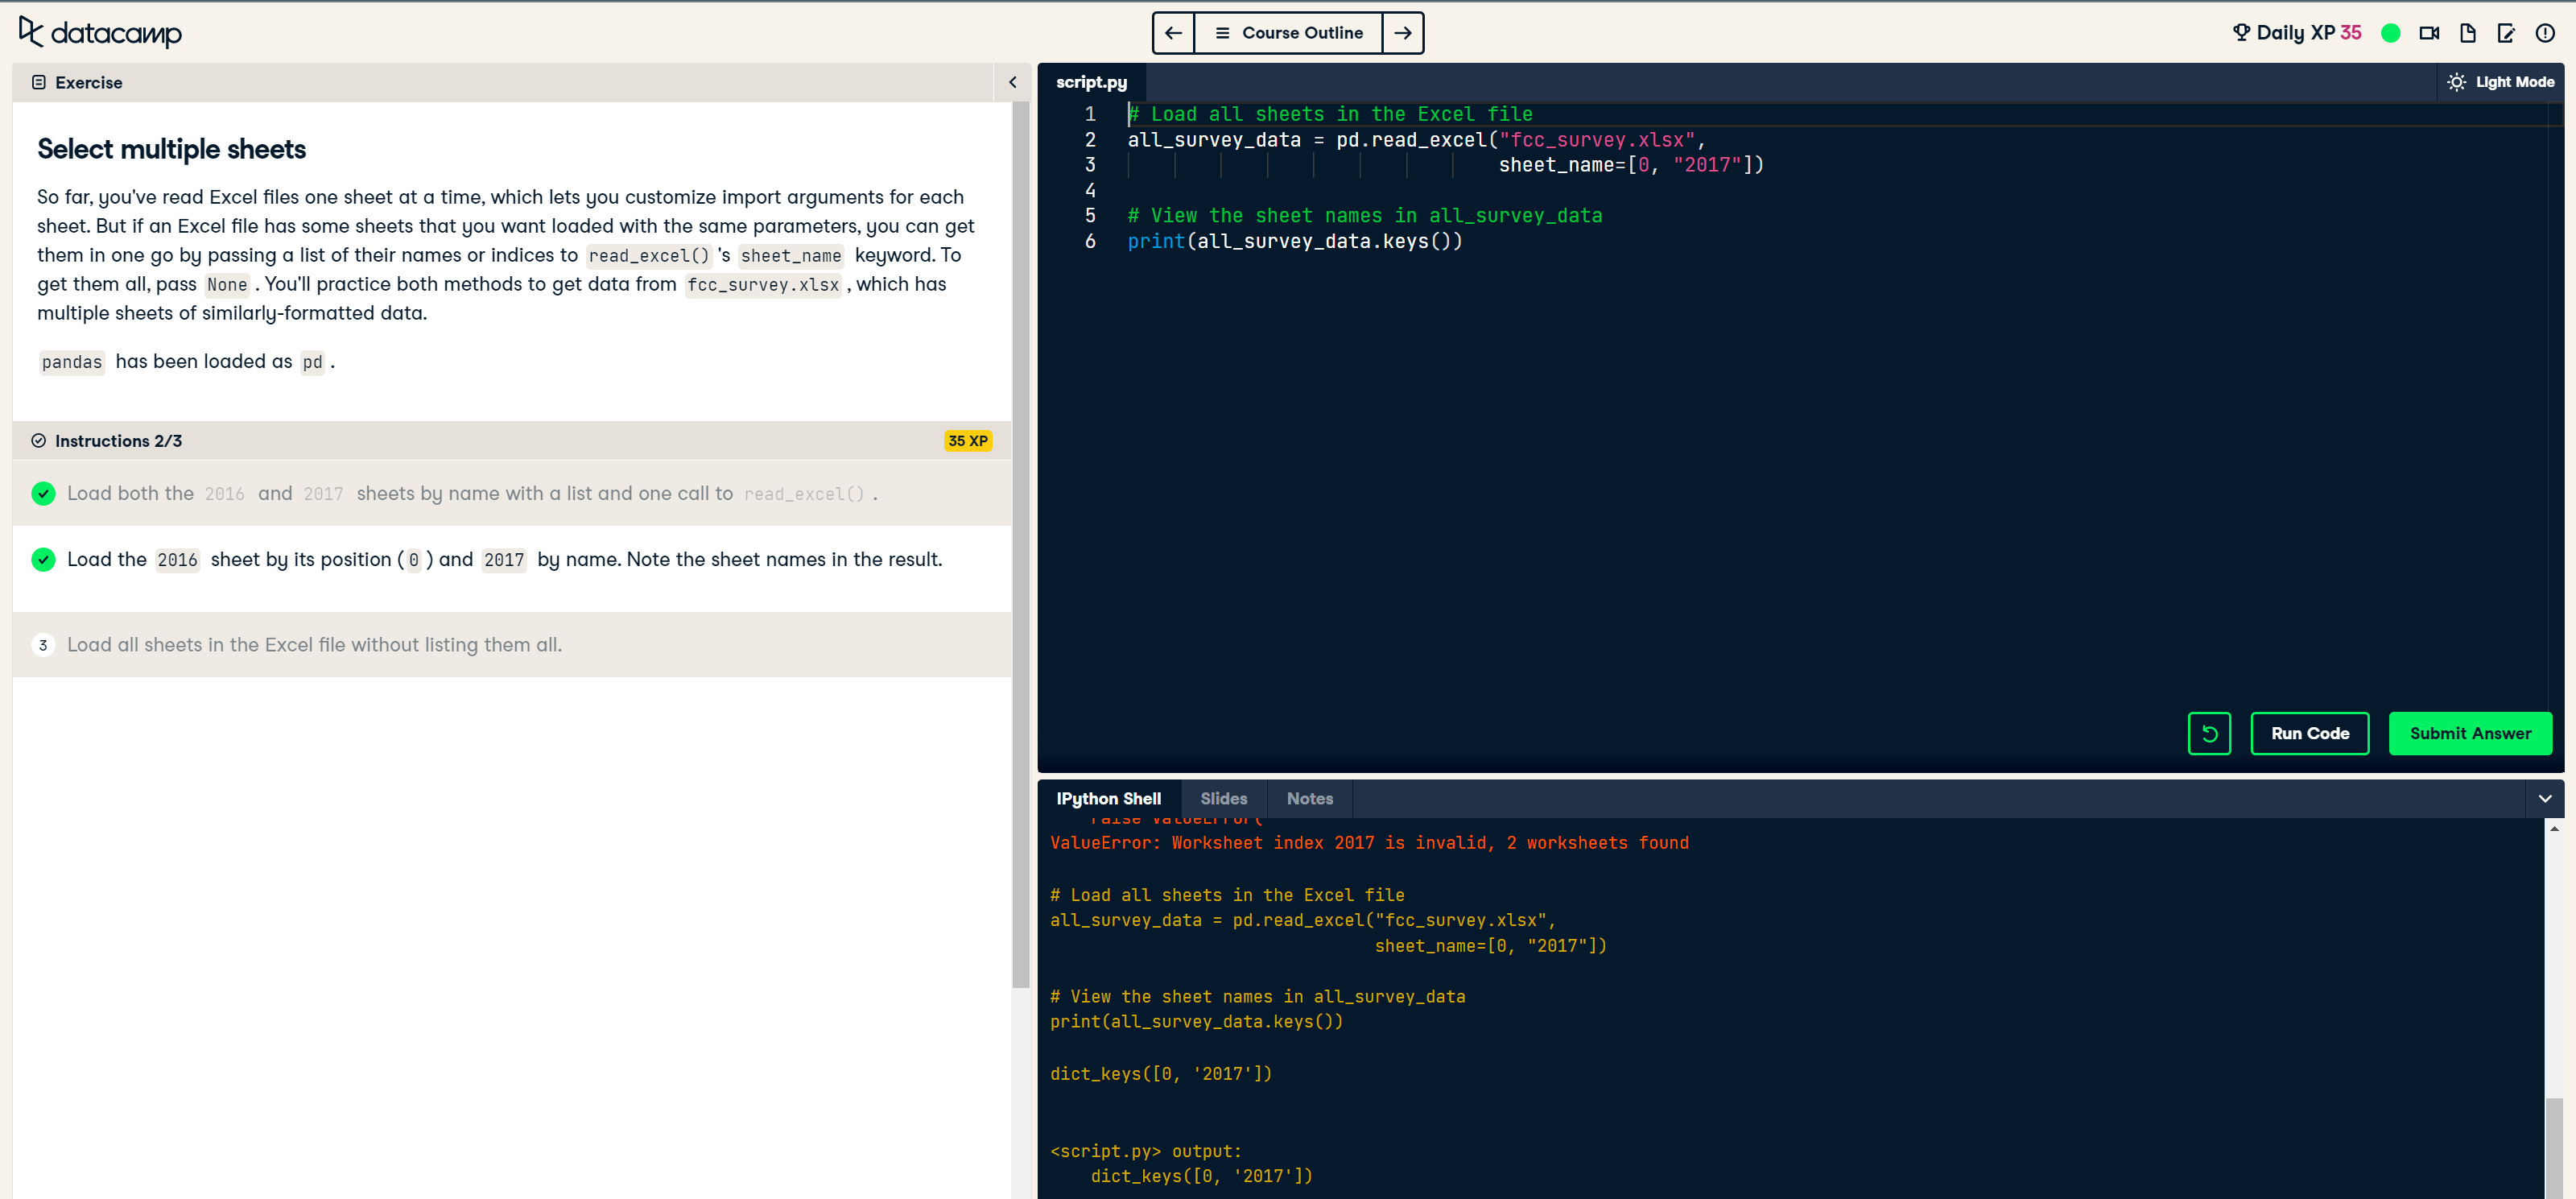 datacamp
Course Outline
Daily XP 35
Exercise
Select multiple sheets
So far, you've read Excel files one sheet at a time, which lets you customize import arguments for each
sheet. But if an Excel file has some sheets that you want loaded with the same parameters, you can get
them in one go by passing a list of their names or indices to read_excel() 's sheet_name keyword. To
get them all, pass None . You'll practice both methods to get data from fcc_survey.xlsx , which has
multiple sheets of similarly-formatted data.
pandas has been loaded as pd .
Instructions 2/3
35 XP
Load both the 2016 and 2017 sheets by name with a list and one call to read_excel() .
Load the 2016 sheet by its position ( 0 ) and 2017 by name. Note the sheet names in the result.
3 Load all sheets in the Excel file without listing them all.
script.py
Light Mode
1 # Load all sheets in the Excel file
2 all_survey_data = pd.read_excel("fcc_survey.xlsx",
3 sheet_name=[0, "2017"])
4
5 # View the sheet names in all_survey_data
6 print(all_survey_data.keys())
Run Code
Submit Answer
IPython Shell
Slides
Notes
raise ValueError(
ValueError: Worksheet index 2017 is invalid, 2 worksheets found
# Load all sheets in the Excel file
all_survey_data = pd.read_excel("fcc_survey.xlsx",
sheet_name=[0, "2017"])
# View the sheet names in all_survey_data
print(all_survey_data.keys())
dict_keys([0, '2017'])
<script.py> output:
dict_keys([0, '2017'])